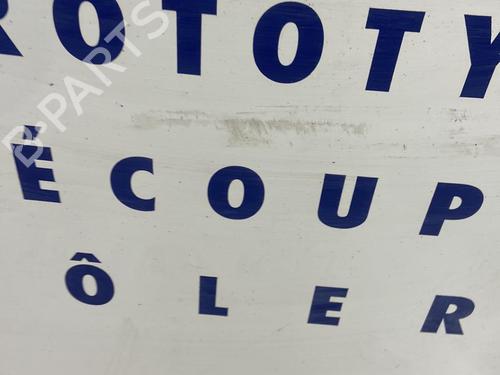 ROTOTY
ÉCOUP
ÔLER
B-PARTS